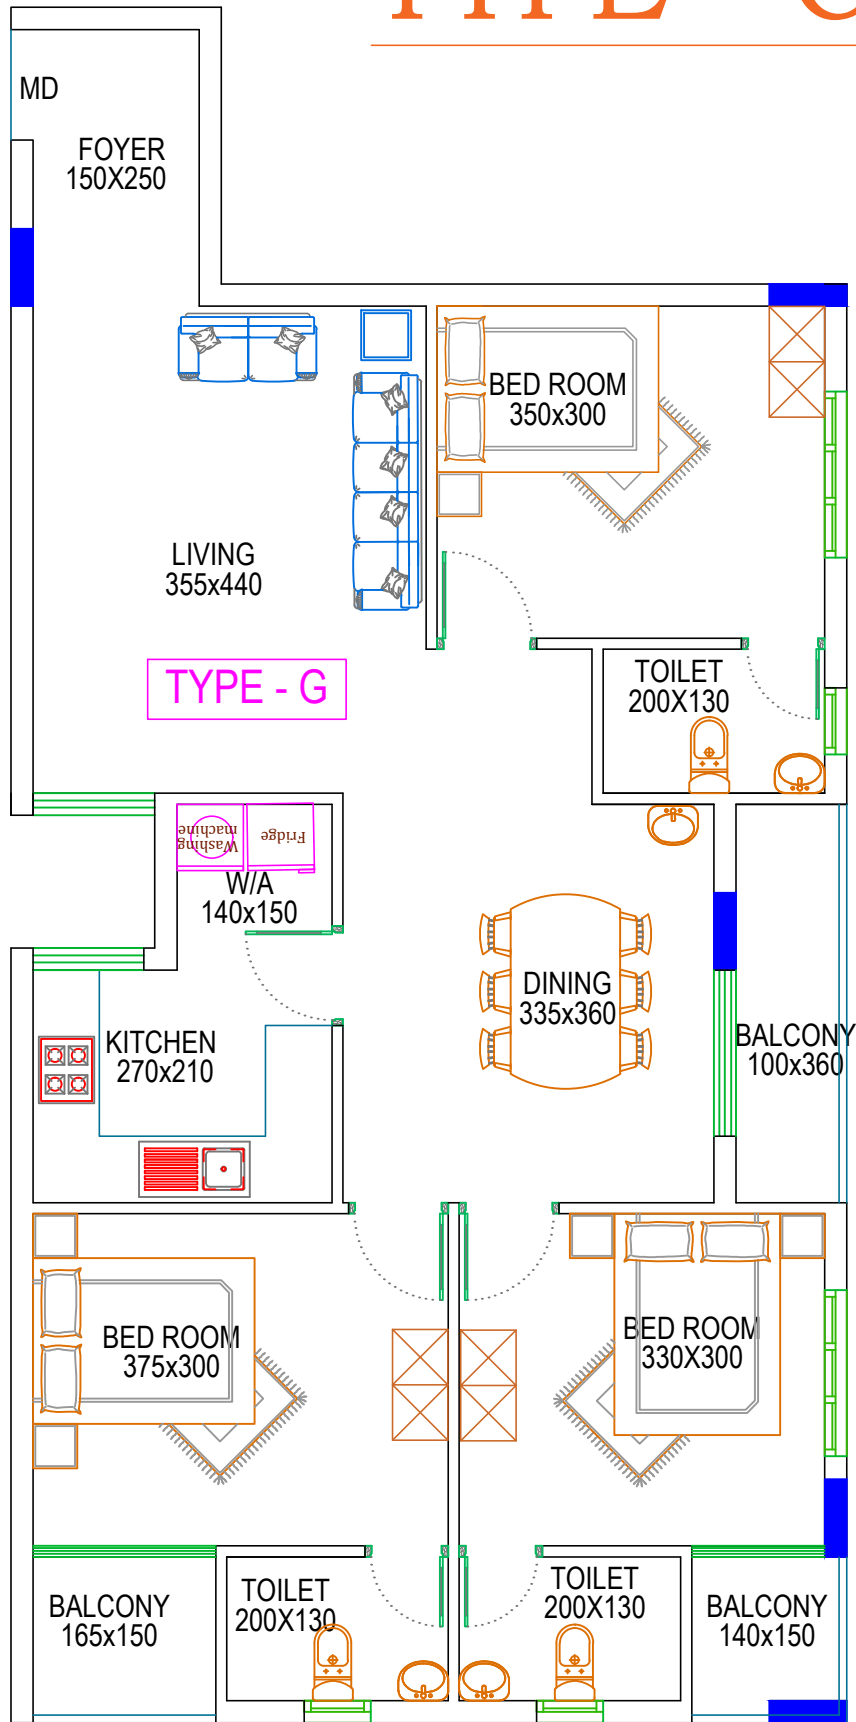 MD
FOYER
150X250
BED ROOM
350x300
LIVING
355x440
TYPE - G
TOILET
200X130
Washing
machine
Fridge
W/A
140x150
DINING
335x360
KITCHEN
270x210
BALCONY
100x360
BED ROOM
375x300
BED ROOM
330X300
BALCONY
165x150
TOILET
200X130
TOILET
200X130
BALCONY
140x150